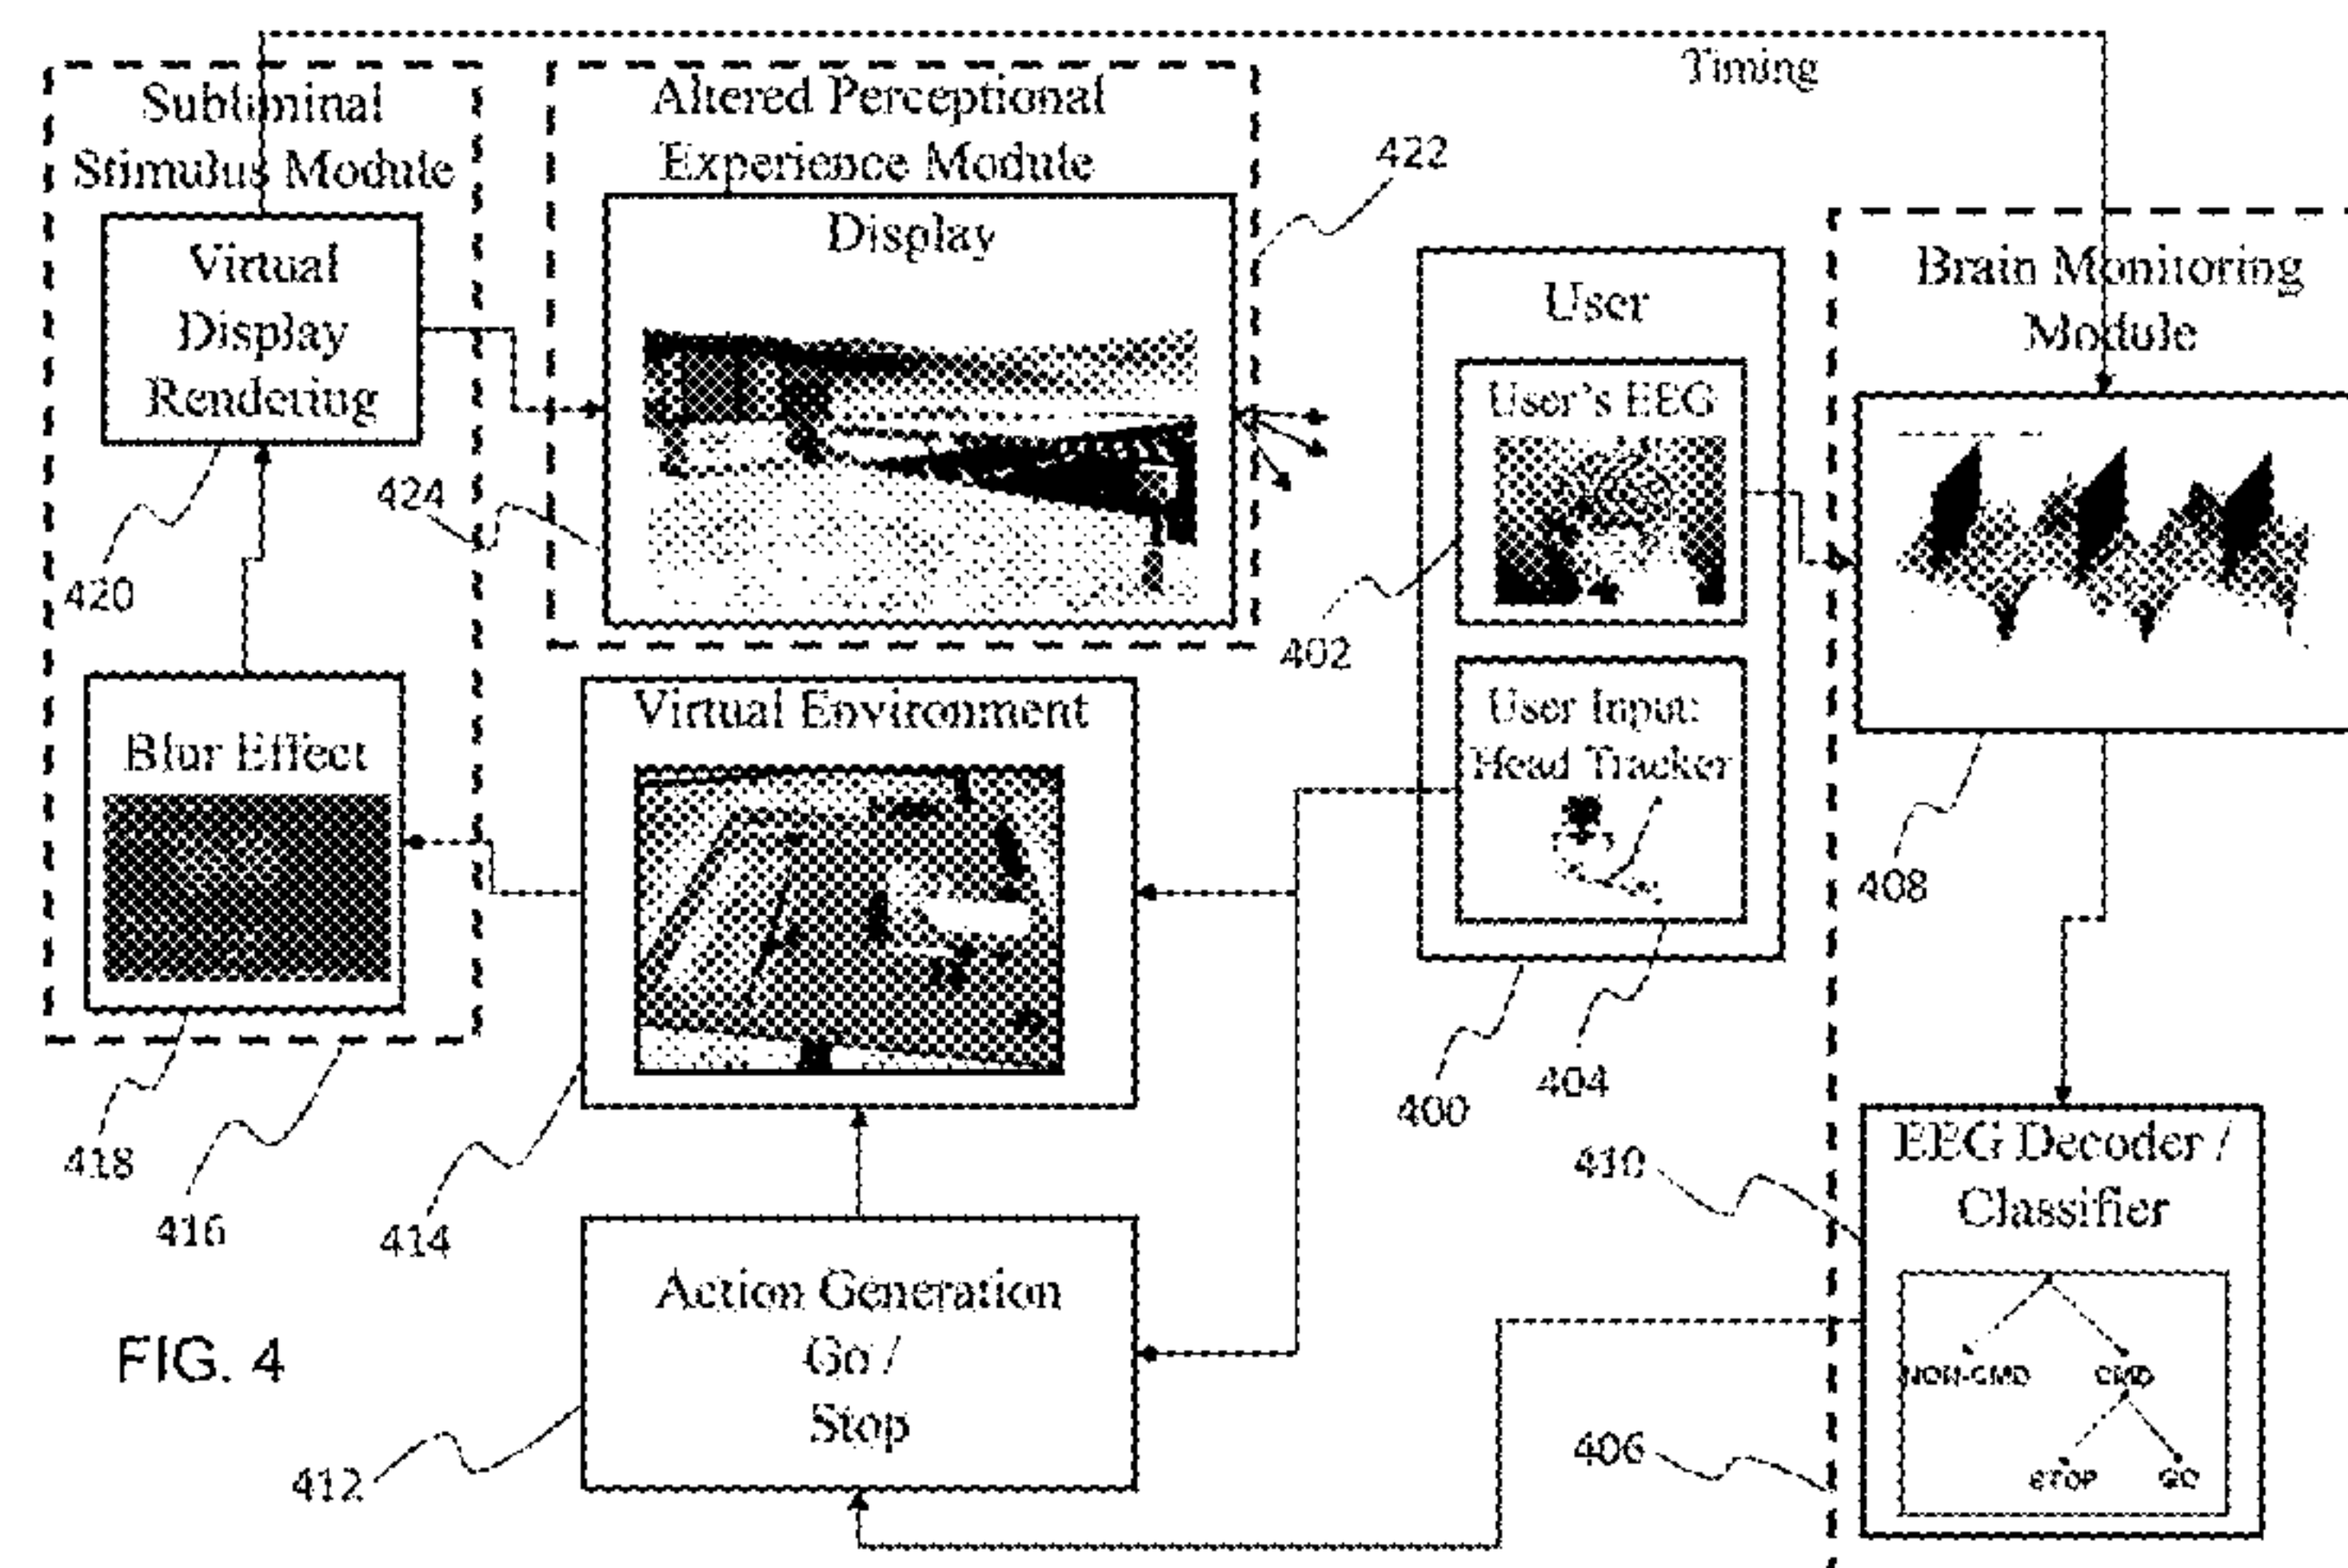 Timing
Subliminal
Stimulus Module
Altered Perceptional
Experience Module
422
Display
Virtual
Display
Rendering
User
Brain Monitoring
Module
User's EEG
424
420
402
Virtual Environment
User Input:
Head Tracker
Blur Effect
408
404
400
418
416
414
410
EEG Decoder /
Classifier
Action Generation
Go /
Stop
FIG. 4
NON-CMD
CMD
406
STOP
GO
412